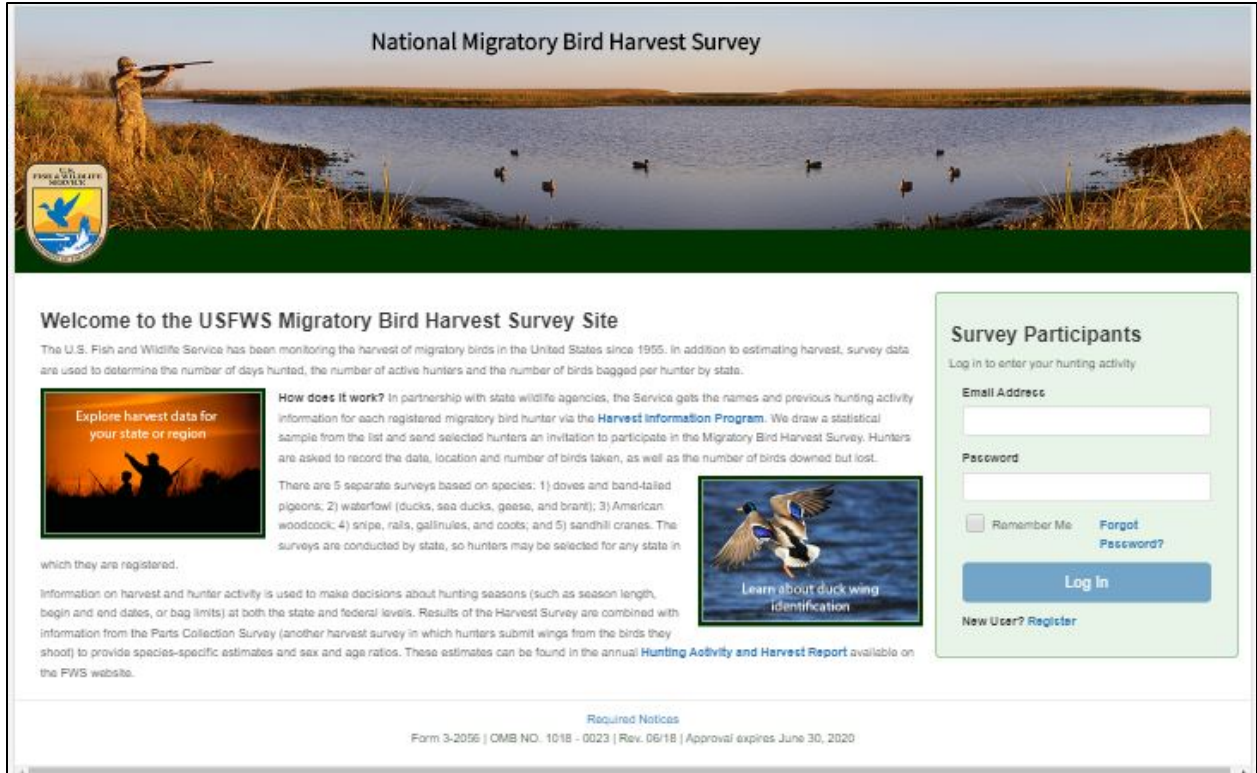 National Migratory Bird Harvest Survey
U.S.
FISH & WILDLIFE
SERVICE
Welcome to the USFWS Migratory Bird Harvest Survey Site
The U.S. Fish and Wildlife Service has been monitoring the harvest of migratory birds in the United States since 1955. In addition to estimating harvest, survey data
are used to determine the number of days hunted, the number of active hunters and the number of birds bagged per hunter by state.
Explore harvest data for
your state or region
How does it work? In partnership with state wildlife agencies, the Service gets the names and previous hunting activity
information for each registered migratory bird hunter via the Harvest Information Program. We draw a statistical
sample from the list and send selected hunters an invitation to participate in the Migratory Bird Harvest Survey. Hunters
are asked to record the date, location and number of birds taken, as well as the number of birds downed but lost.
There are 5 separate surveys based on species: 1) doves and band-tailed
pigeons; 2) waterfowl (ducks, sea ducks, geese, and brant); 3) American
woodcock; 4) snipe, rails, gallinules, and coots; and 5) sandhill cranes. The
surveys are conducted by state, so hunters may be selected for any state in
which they are registered.
Learn about duck wing
identification
Information on harvest and hunter activity is used to make decisions about hunting seasons (such as season length,
begin and end dates, or bag limits) at both the state and federal levels. Results of the Harvest Survey are combined with
information from the Parts Collection Survey (another harvest survey in which hunters submit wings from the birds they
shoot) to provide species-specific estimates and sex and age ratios. These estimates can be found in the annual Hunting Activity and Harvest Report available on
the FWS website.
Survey Participants
Log in to enter your hunting activity
Email Address
Password
Remember Me
Forgot
Password?
Log In
New User? Register
Required Notices
Form 3-2056 | OMB NO. 1018 - 0023 | Rev. 06/18 | Approval expires June 30, 2020